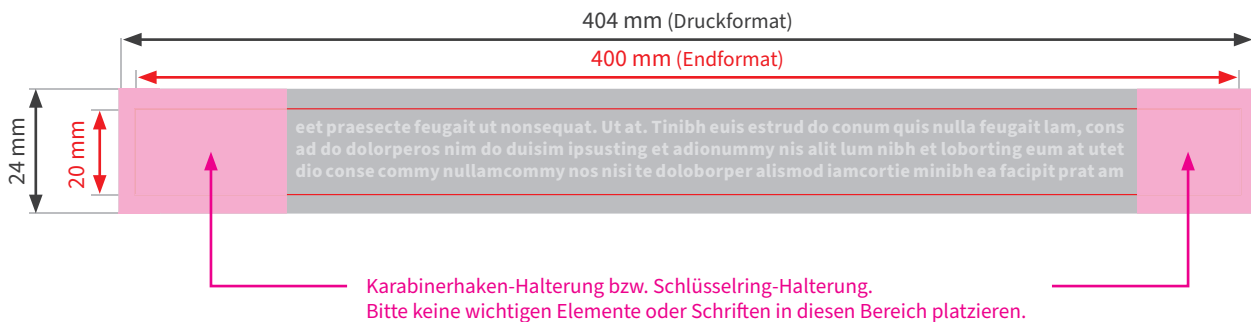 404 mm (Druckformat)
400 mm (Endformat)
24 mm
20 mm
eet praesecte feugait ut nonsequat. Ut at. Tinibh euis estrud do conum quis nulla feugait lam, cons
ad do dolorperos nim do duisim ipsusting et adionummy nis alit lum nibh et loborting eum at utet
dio conse commy nullam nommy nos nisi te doloborper alismod iamcortie minibh ea facipit prat am
Karabinerhaken-Halterung bzw. Schlüsselring-Halterung.
Bitte keine wichtigen Elemente oder Schriften in diesen Bereich platzieren.